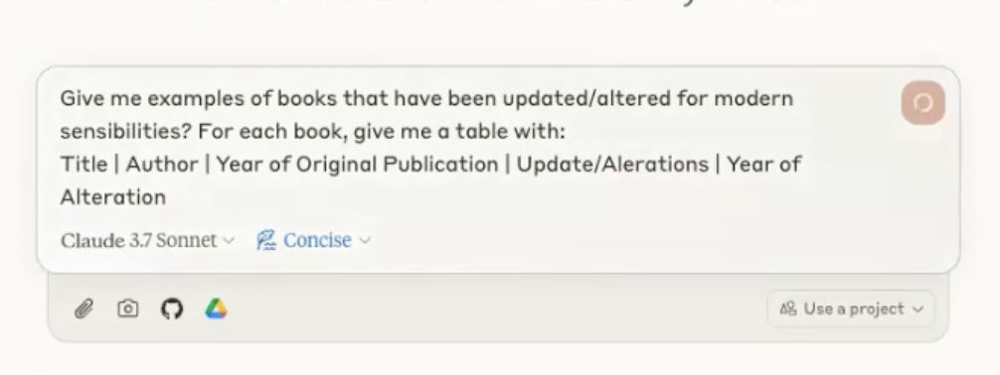 Give me examples of books that have been updated/altered for modern
sensibilities? For each book, give me a table with:
Title | Author | Year of Original Publication | Update/Alerations | Year of
Alteration
Claude 3.7 Sonnet
Concise
Use a project